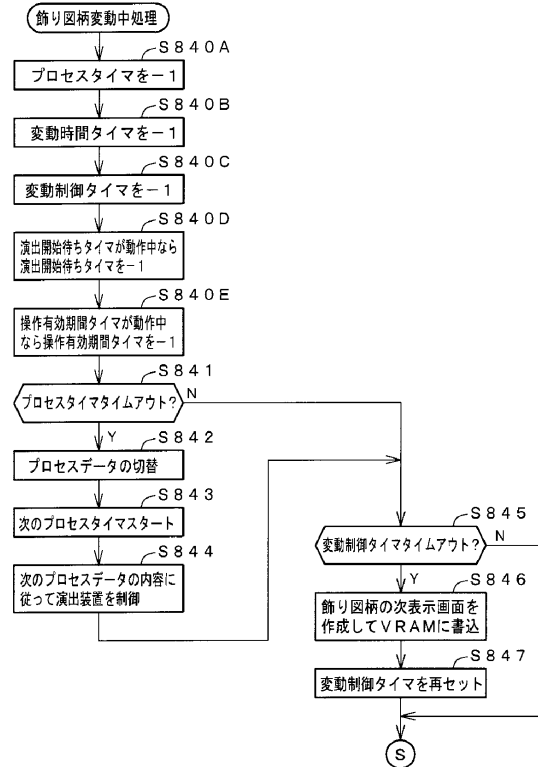 飾り図柄変動中処理
S840A
プロセスタイマを－1
S840B
変動時間タイマを－1
S840C
変動制御タイマを－1
S840D
演出開始待ちタイマが動作中なら
演出開始待ちタイマを－1
S840E
操作有効期間タイマが動作中
なら操作有効期間タイマを－1
S841
プロセスタイマタイムアウト？
N
Y
S842
プロセスデータの切替
S843
次のプロセスタイマスタート
S844
次のプロセスデータの内容に
従って演出装置を制御
S845
変動制御タイマタイムアウト？
N
Y
S846
飾り図柄の次表示画面を
作成してVRAMに書込
S847
変動制御タイマを再セット
S